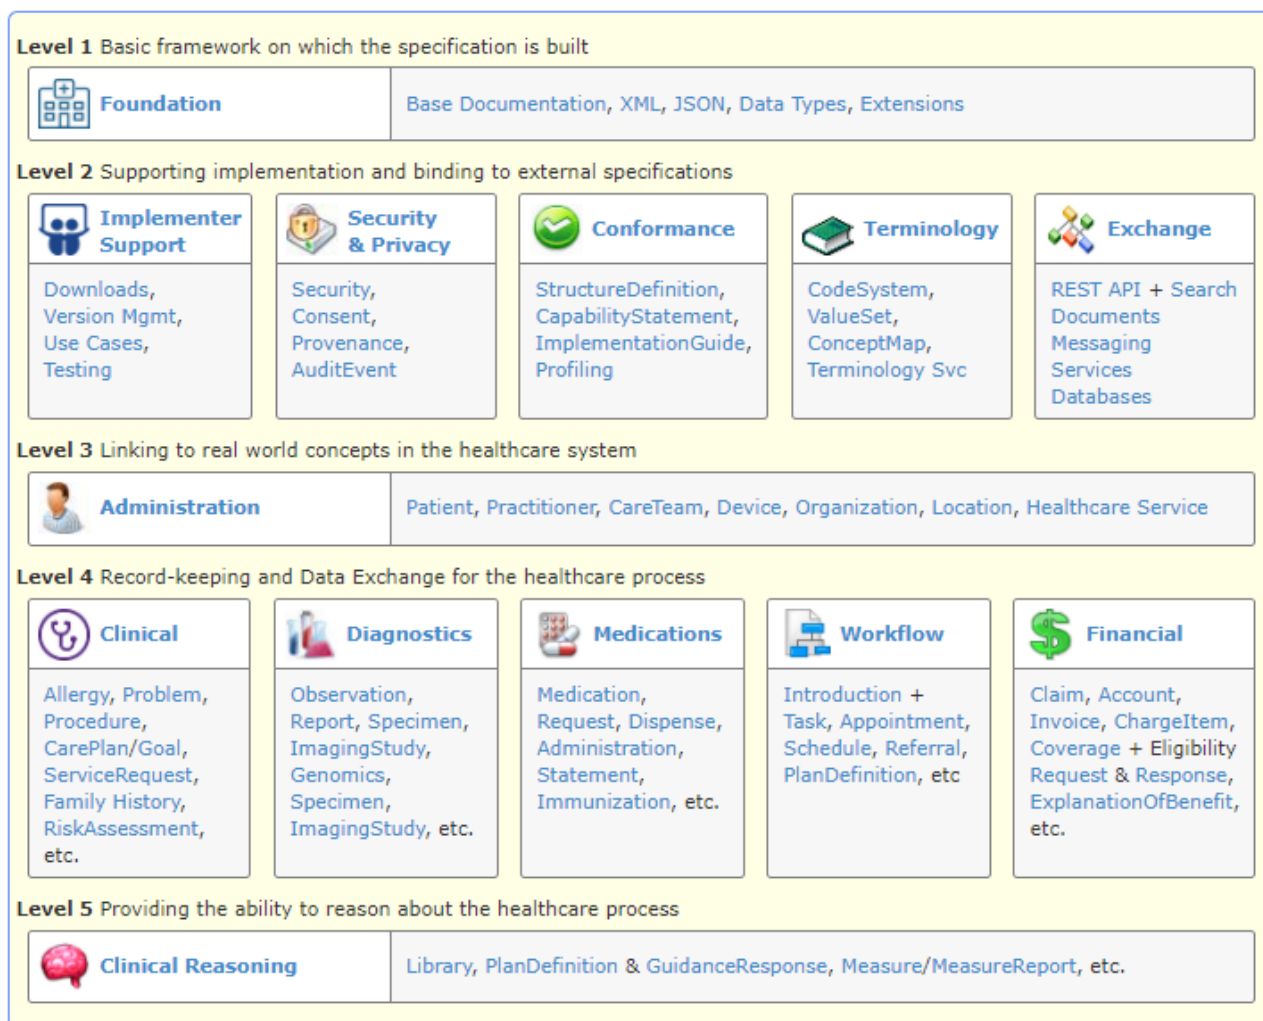 Level 1 Basic framework on which the specification is built
Foundation
Base Documentation, XML, JSON, Data Types, Extensions
Level 2 Supporting implementation and binding to external specifications
Implementer
Support
Downloads,
Version Mgmt,
Use Cases,
Testing
Security
& Privacy
Security,
Consent,
Provenance,
AuditEvent
Conformance
StructureDefinition,
CapabilityStatement,
ImplementationGuide,
Profiling
Terminology
CodeSystem,
ValueSet,
ConceptMap,
Terminology Svc
Exchange
REST API + Search
Documents
Messaging
Services
Databases
Level 3 Linking to real world concepts in the healthcare system
Administration
Patient, Practitioner, CareTeam, Device, Organization, Location, Healthcare Service
Level 4 Record-keeping and Data Exchange for the healthcare process
Clinical
Allergy, Problem,
Procedure,
CarePlan/Goal,
ServiceRequest,
Family History,
RiskAssessment,
etc.
Diagnostics
Observation,
Report, Specimen,
ImagingStudy,
Genomics,
Specimen,
ImagingStudy, etc.
Medications
Medication,
Request, Dispense,
Administration,
Statement,
Immunization, etc.
Workflow
Introduction +
Task, Appointment,
Schedule, Referral,
PlanDefinition, etc
Financial
Claim, Account,
Invoice, ChargeItem,
Coverage + Eligibility
Request & Response,
ExplanationOfBenefit,
etc.
Level 5 Providing the ability to reason about the healthcare process
Clinical Reasoning
Library, PlanDefinition & GuidanceResponse, Measure/MeasureReport, etc.